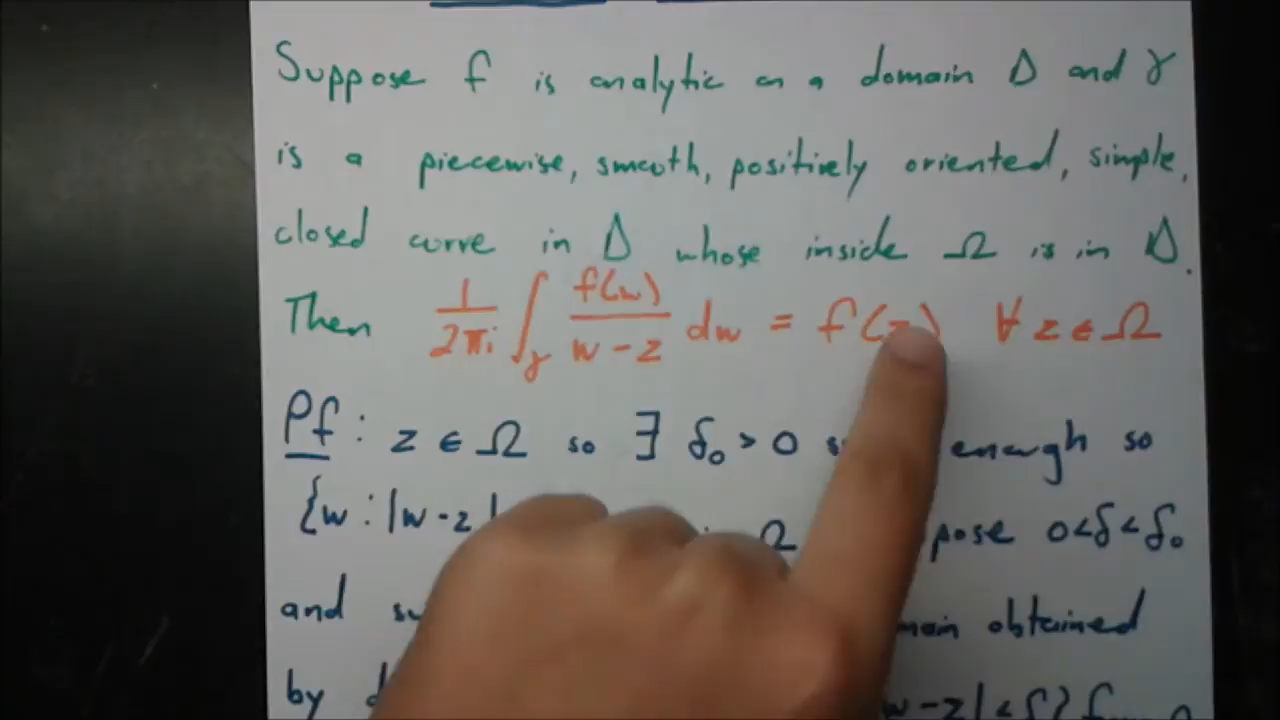 Suppose f is analytic on a domain D and γ
is a piecewise, smooth, positively oriented, simple,
closed curve in D whose inside Ω is in D.
Then 1/2πi ∫γ f(w)/w-z dw = f(z) ∀ z ∈ Ω
Pf: z ∈ Ω so ∃ δ₀ > 0 enough so
{w : |w-z| Ω 0<δ<δ₀
and obtained
by w-z|<δ}